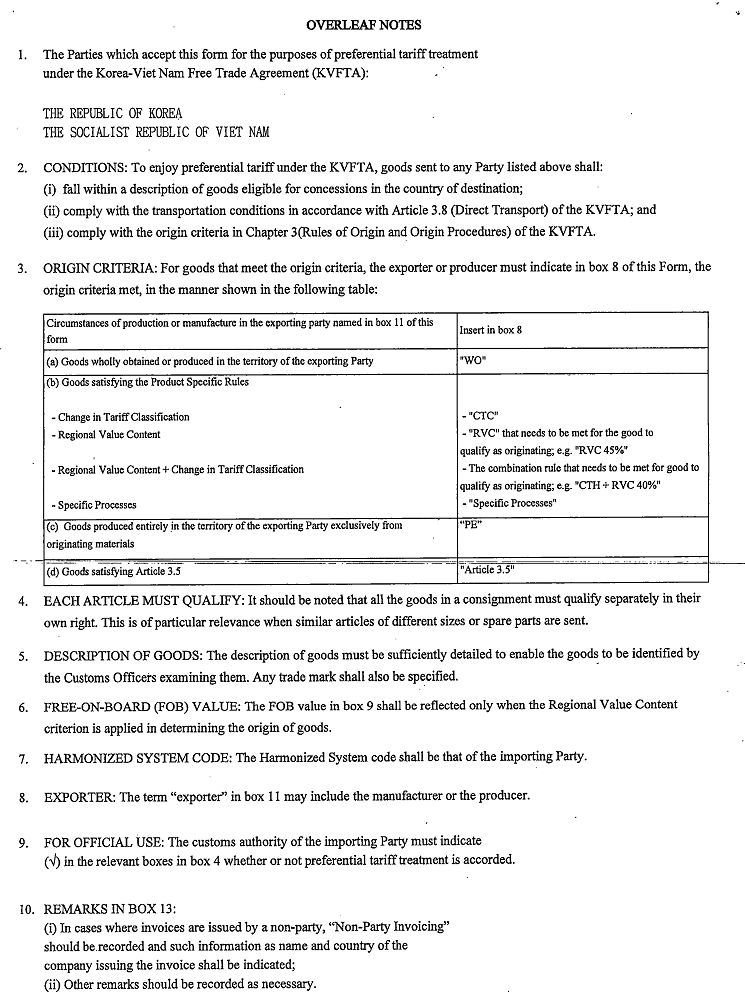 OVERLEAF NOTES
1. The Parties which accept this form for the purposes of preferential tariff treatment
under the Korea-Viet Nam Free Trade Agreement (KVFTA):
THE REPUBLIC OF KOREA
THE SOCIALIST REPUBLIC OF VIET NAM
2. CONDITIONS: To enjoy preferential tariff under the KVFTA, goods sent to any Party listed above shall:
(i) fall within a description of goods eligible for concessions in the country of destination;
(ii) comply with the transportation conditions in accordance with Article 3.8 (Direct Transport) of the KVFTA; and
(iii) comply with the origin criteria in Chapter 3(Rules of Origin and Origin Procedures) of the KVFTA.
3. ORIGIN CRITERIA: For goods that meet the origin criteria, the exporter or producer must indicate in box 8 of this Form, the
origin criteria met, in the manner shown in the following table:
Circumstances of production or manufacture in the exporting party named in box 11 of this
form
Insert in box 8
(a) Goods wholly obtained or produced in the territory of the exporting Party
"WO"
(b) Goods satisfying the Product Specific Rules
- Change in Tariff Classification
- "CTC"
- Regional Value Content
- "RVC" that needs to be met for the good to
qualify as originating; e.g. "RVC 45%"
- Regional Value Content + Change in Tariff Classification
- The combination rule that needs to be met for good to
qualify as originating; e.g. "CTH + RVC 40%"
- Specific Processes
- "Specific Processes"
(c) Goods produced entirely in the territory of the exporting Party exclusively from
originating materials
"PE"
(d) Goods satisfying Article 3.5
"Article 3.5"
4. EACH ARTICLE MUST QUALIFY: It should be noted that all the goods in a consignment must qualify separately in their
own right. This is of particular relevance when similar articles of different sizes or spare parts are sent.
5. DESCRIPTION OF GOODS: The description of goods must be sufficiently detailed to enable the goods to be identified by
the Customs Officers examining them. Any trade mark shall also be specified.
6. FREE-ON-BOARD (FOB) VALUE: The FOB value in box 9 shall be reflected only when the Regional Value Content
criterion is applied in determining the origin of goods.
7. HARMONIZED SYSTEM CODE: The Harmonized System code shall be that of the importing Party.
8. EXPORTER: The term “exporter” in box 11 may include the manufacturer or the producer.
9. FOR OFFICIAL USE: The customs authority of the importing Party must indicate
(√) in the relevant boxes in box 4 whether or not preferential tariff treatment is accorded.
10. REMARKS IN BOX 13:
(i) In cases where invoices are issued by a non-party, “Non-Party Invoicing”
should be recorded and such information as name and country of the
company issuing the invoice shall be indicated;
(ii) Other remarks should be recorded as necessary.